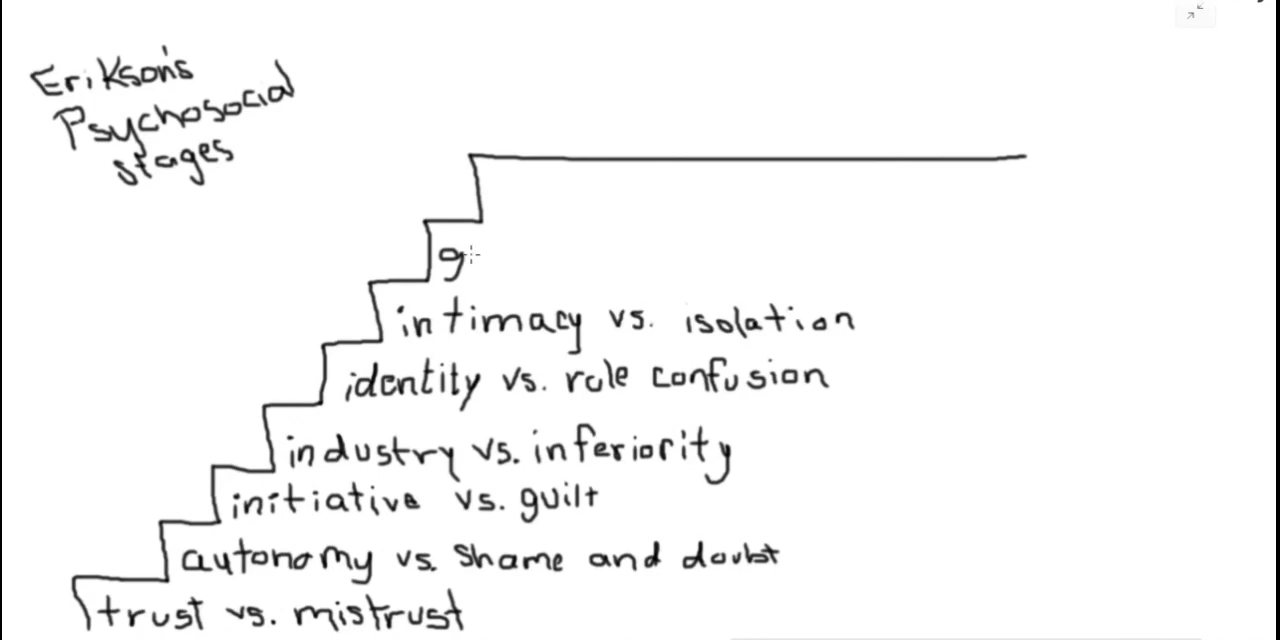 Erikson's
Psychosocial
stages
g
intimacy vs. isolation
identity vs. role confusion
industry vs. inferiority
initiative vs. guilt
autonomy vs. shame and doubt
trust vs. mistrust